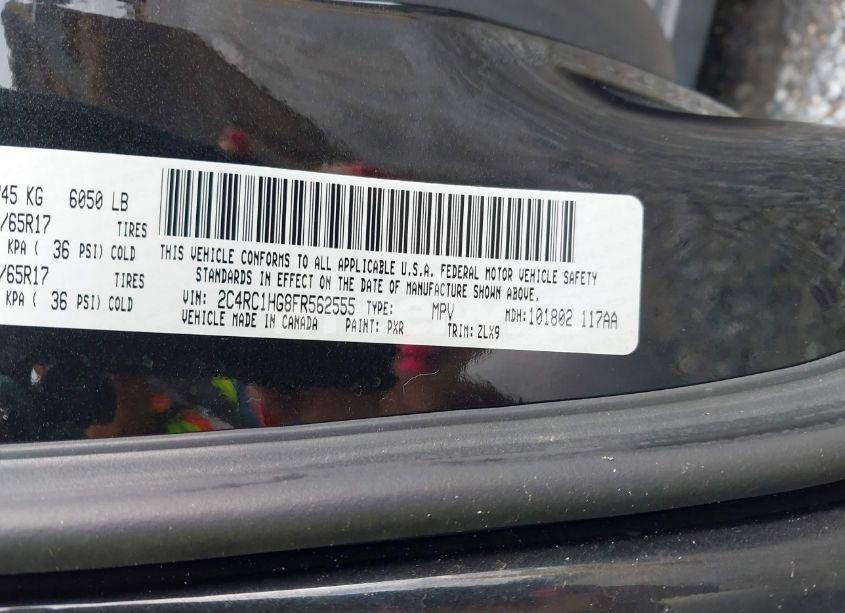 745 KG 6050 LB
/65R17 TIRES
KPA ( 36 PSI) COLD
/65R17 TIRES
KPA ( 36 PSI) COLD
THIS VEHICLE CONFORMS TO ALL APPLICABLE U.S.A. FEDERAL MOTOR VEHICLE SAFETY
STANDARDS IN EFFECT ON THE DATE OF MANUFACTURE SHOWN ABOVE.
VIN: 2C4RC1HG8FR562555 TYPE: MPV MDH:101802 117AA
VEHICLE MADE IN CANADA PAINT: PXR TRIM: ZLX9